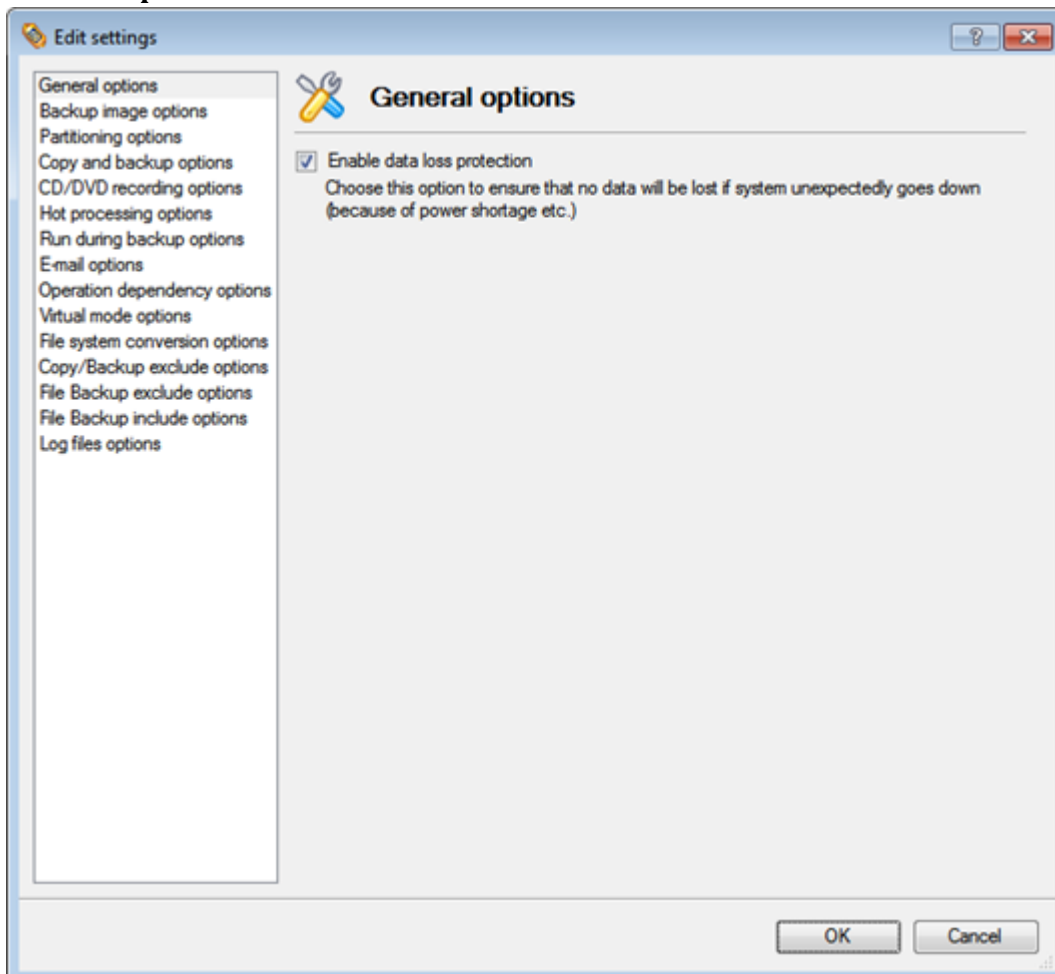 Edit settings
General options
Backup image options
Partitioning options
Copy and backup options
CD/DVD recording options
Hot processing options
Run during backup options
E-mail options
Operation dependency options
Virtual mode options
File system conversion options
Copy/Backup exclude options
File Backup exclude options
File Backup include options
Log files options
General options
Enable data loss protection
Choose this option to ensure that no data will be lost if system unexpectedly goes down
(because of power shortage etc.)
OK
Cancel